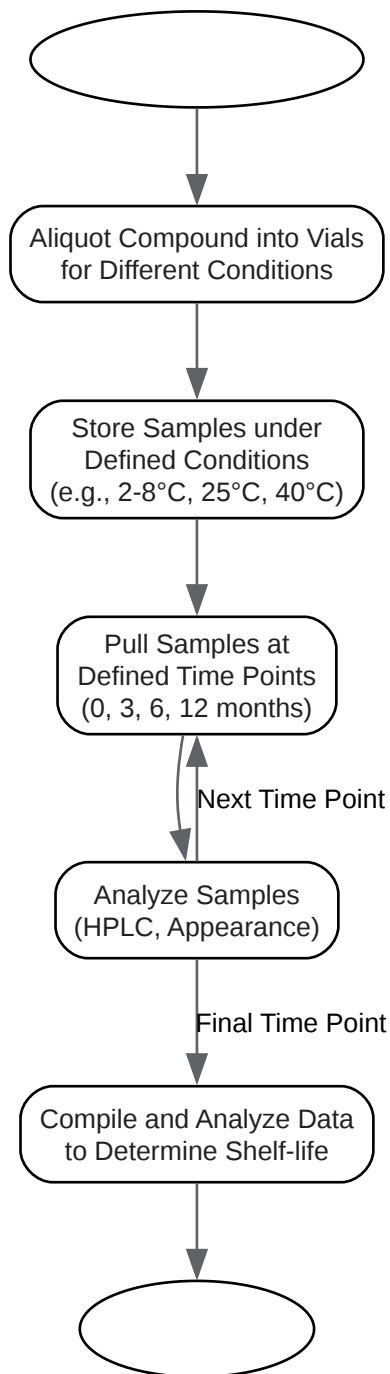 Aliquot Compound into Vials
for Different Conditions
Store Samples under
Defined Conditions
(e.g., 2-8°C, 25°C, 40°C)
Pull Samples at
Defined Time Points
(0, 3, 6, 12 months)
Next Time Point
Analyze Samples
(HPLC, Appearance)
Final Time Point
Compile and Analyze Data
to Determine Shelf-life